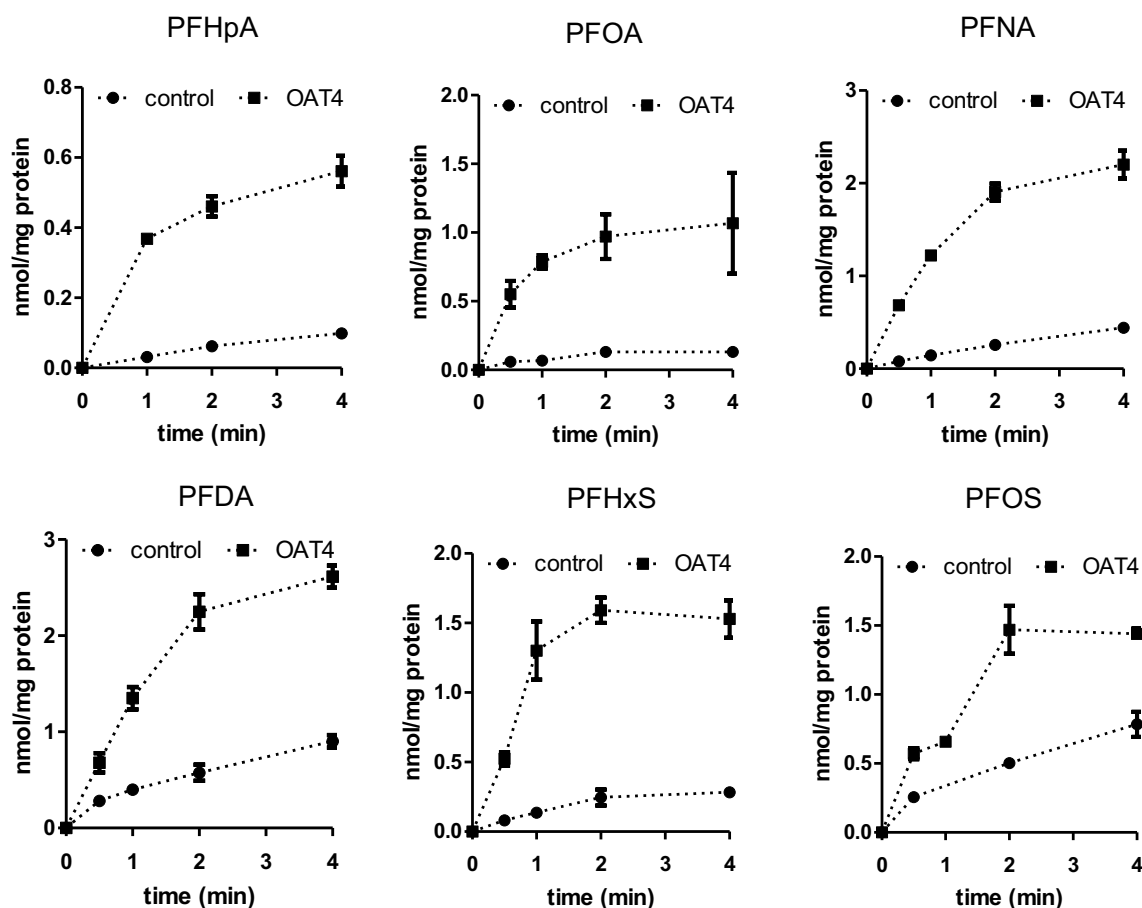 PFHpA
control OAT4
nmol/mg protein
0.8
0.6
0.4
0.2
0.0
0 1 2 3 4
time (min)
PFOA
control OAT4
nmol/mg protein
2.0
1.5
1.0
0.5
0.0
0 1 2 3 4
time (min)
PFNA
control OAT4
nmol/mg protein
3
2
1
0
0 1 2 3 4
time (min)
PFDA
control OAT4
nmol/mg protein
3
2
1
0
0 1 2 3 4
time (min)
PFHxS
control OAT4
nmol/mg protein
2.0
1.5
1.0
0.5
0.0
0 1 2 3 4
time (min)
PFOS
control OAT4
nmol/mg protein
2.0
1.5
1.0
0.5
0.0
0 1 2 3 4
time (min)